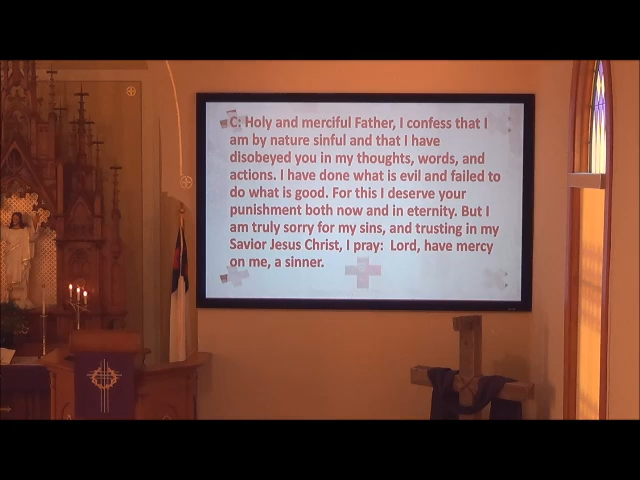 C: Holy and merciful Father, I confess that I
am by nature sinful and that I have
disobeyed you in my thoughts, words, and
actions. I have done what is evil and failed to
do what is good. For this I deserve your
punishment both now and in eternity. But I
am truly sorry for my sins, and trusting in my
Savior Jesus Christ, I pray: Lord, have mercy
on me, a sinner.